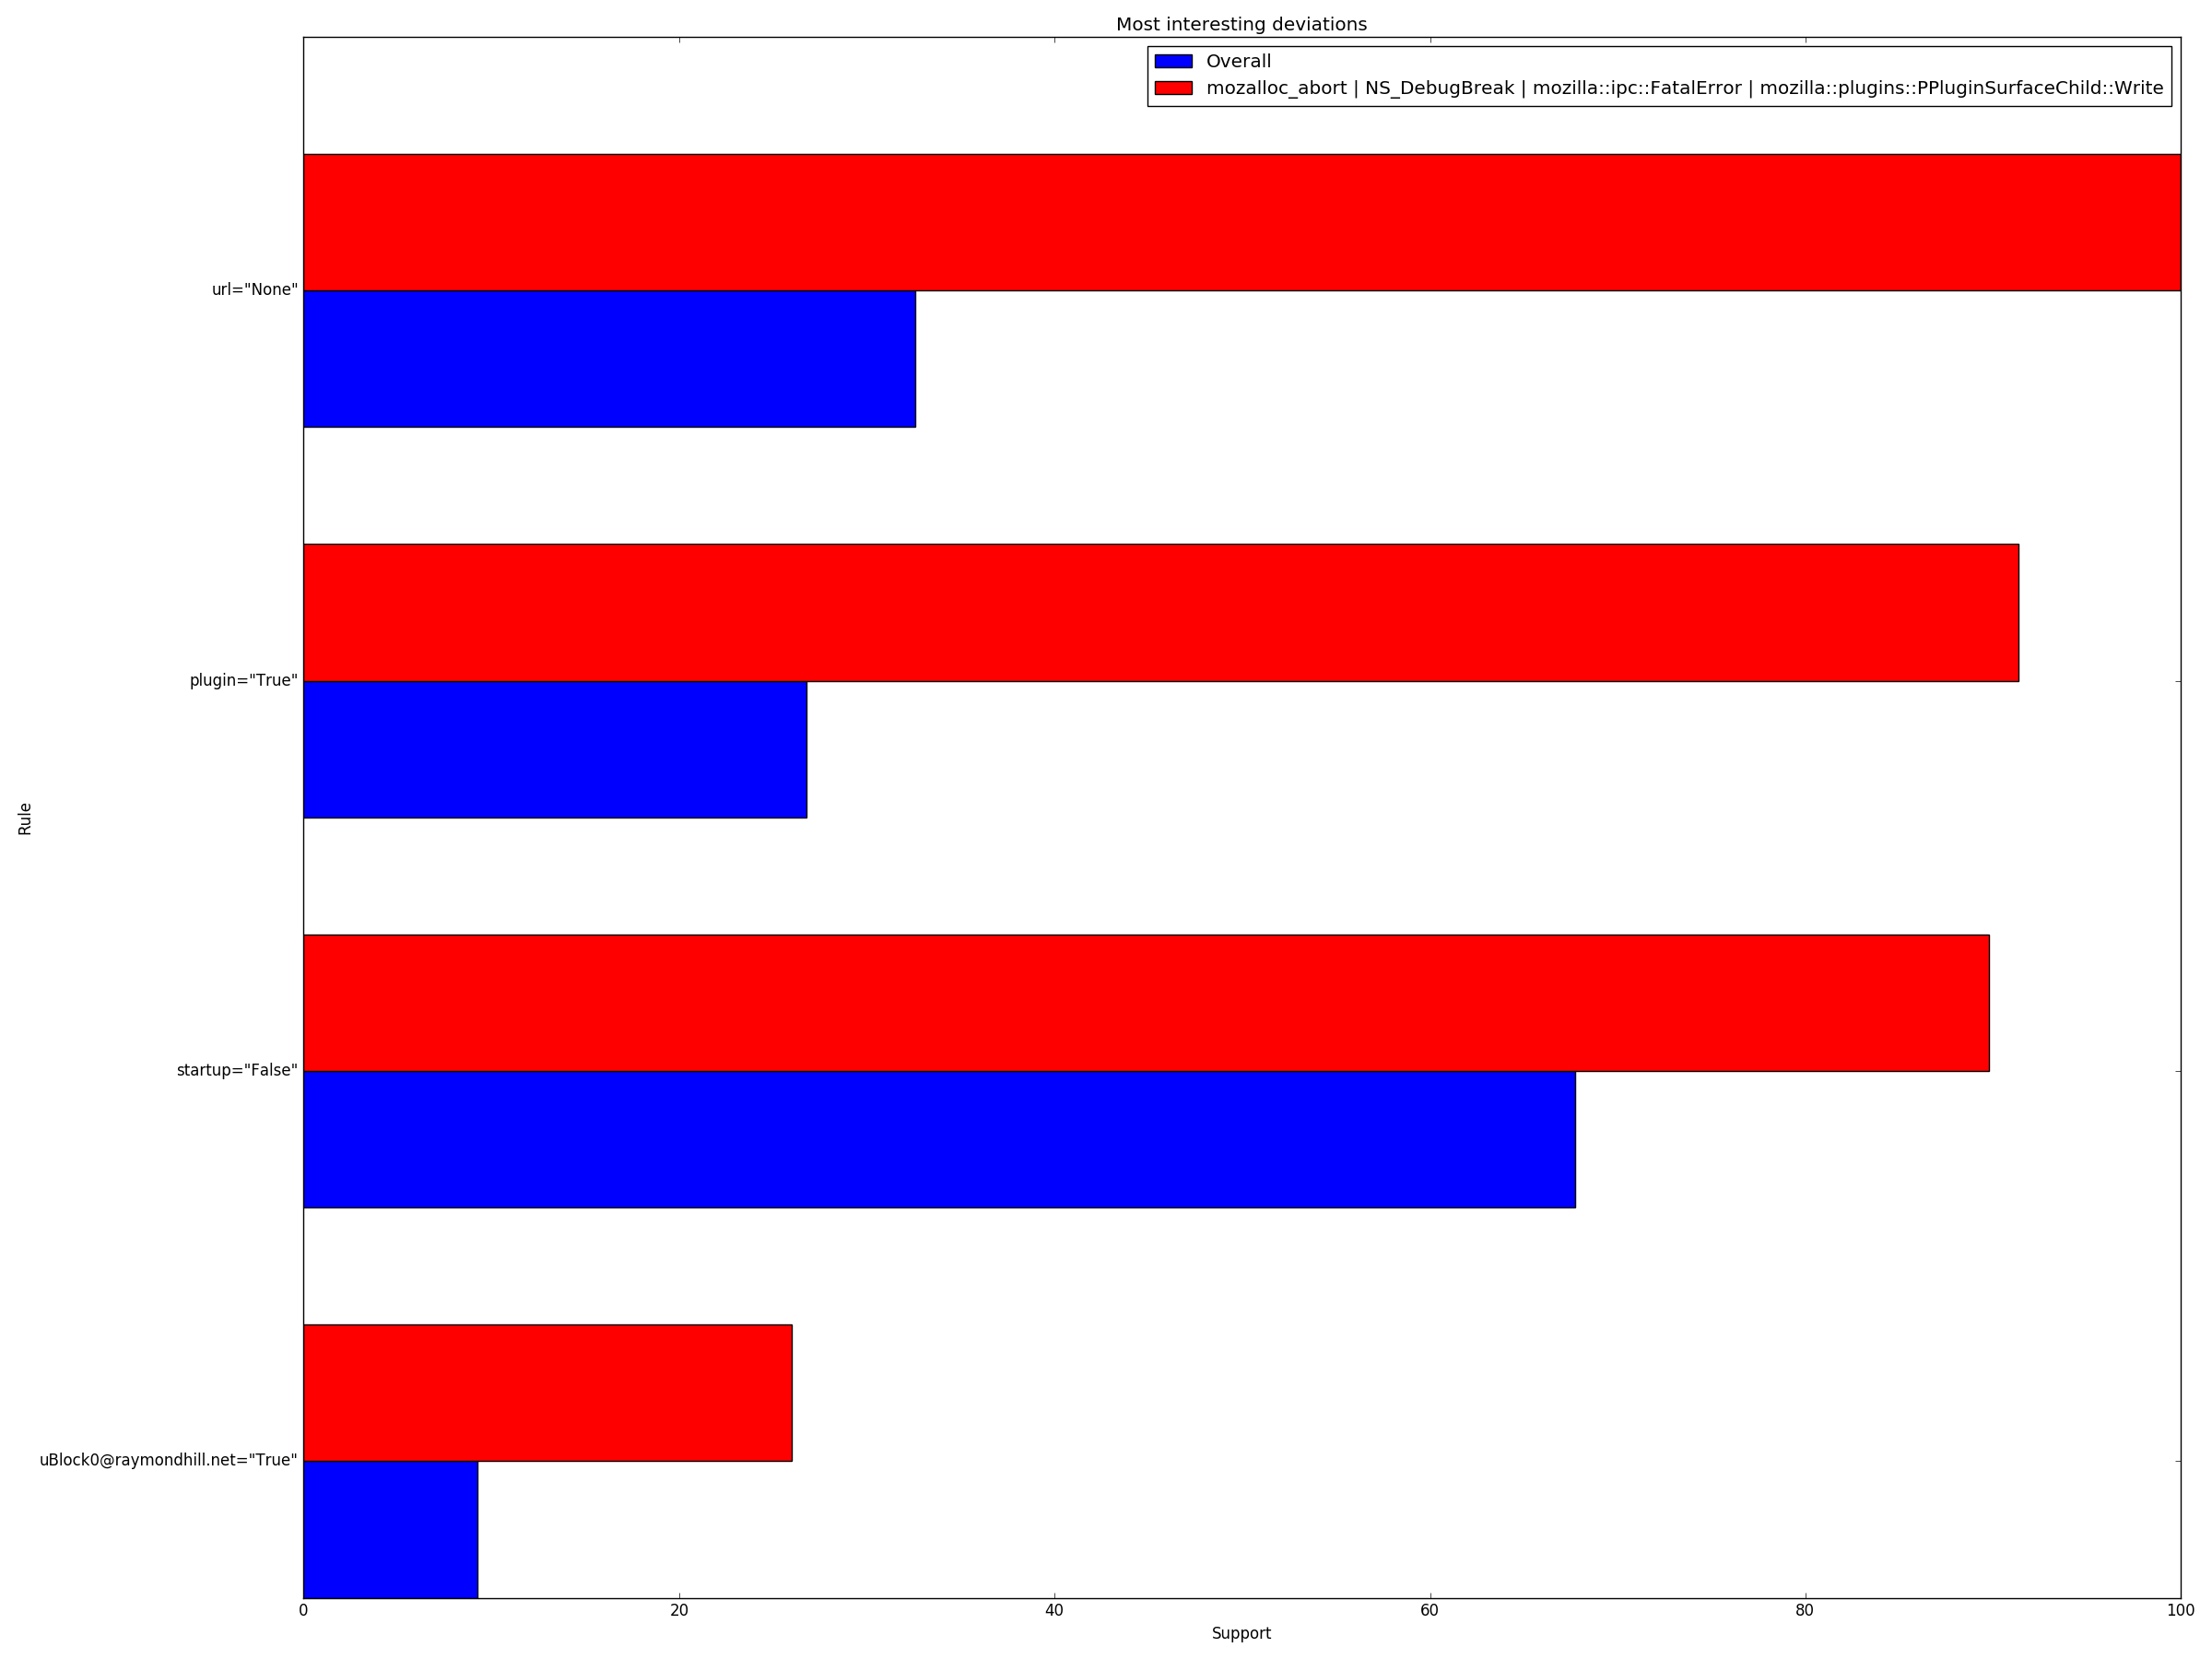 Most interesting deviations
Overall
mozalloc_abort | NS_DebugBreak | mozilla::ipc::FatalError | mozilla::plugins::PPluginSurfaceChild::Write
url="None"
plugin="True"
Rule
startup="False"
uBlock0@raymondhill.net="True"
0 20 40 60 80 100
Support